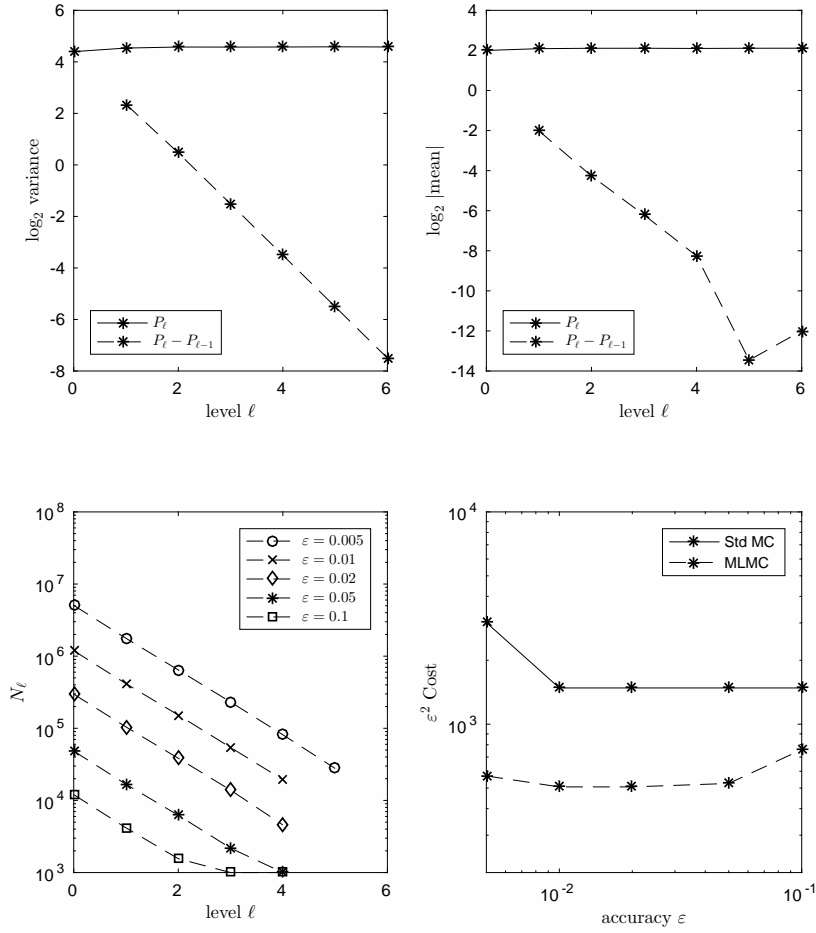 6
4
2
0
-2
-4
-6
-8
log₂ variance
P_ℓ
P_ℓ − P_ℓ₋₁
0 2 4 6
level ℓ
4
2
0
-2
-4
-6
-8
-10
-12
-14
log₂ |mean|
P_ℓ
P_ℓ − P_ℓ₋₁
0 2 4 6
level ℓ
10⁸
10⁷
10⁶
10⁵
10⁴
10³
N_ℓ
ε = 0.005
ε = 0.01
ε = 0.02
ε = 0.05
ε = 0.1
0 2 4 6
level ℓ
10⁴
10³
ε² Cost
Std MC
MLMC
10⁻² 10⁻¹
accuracy ε